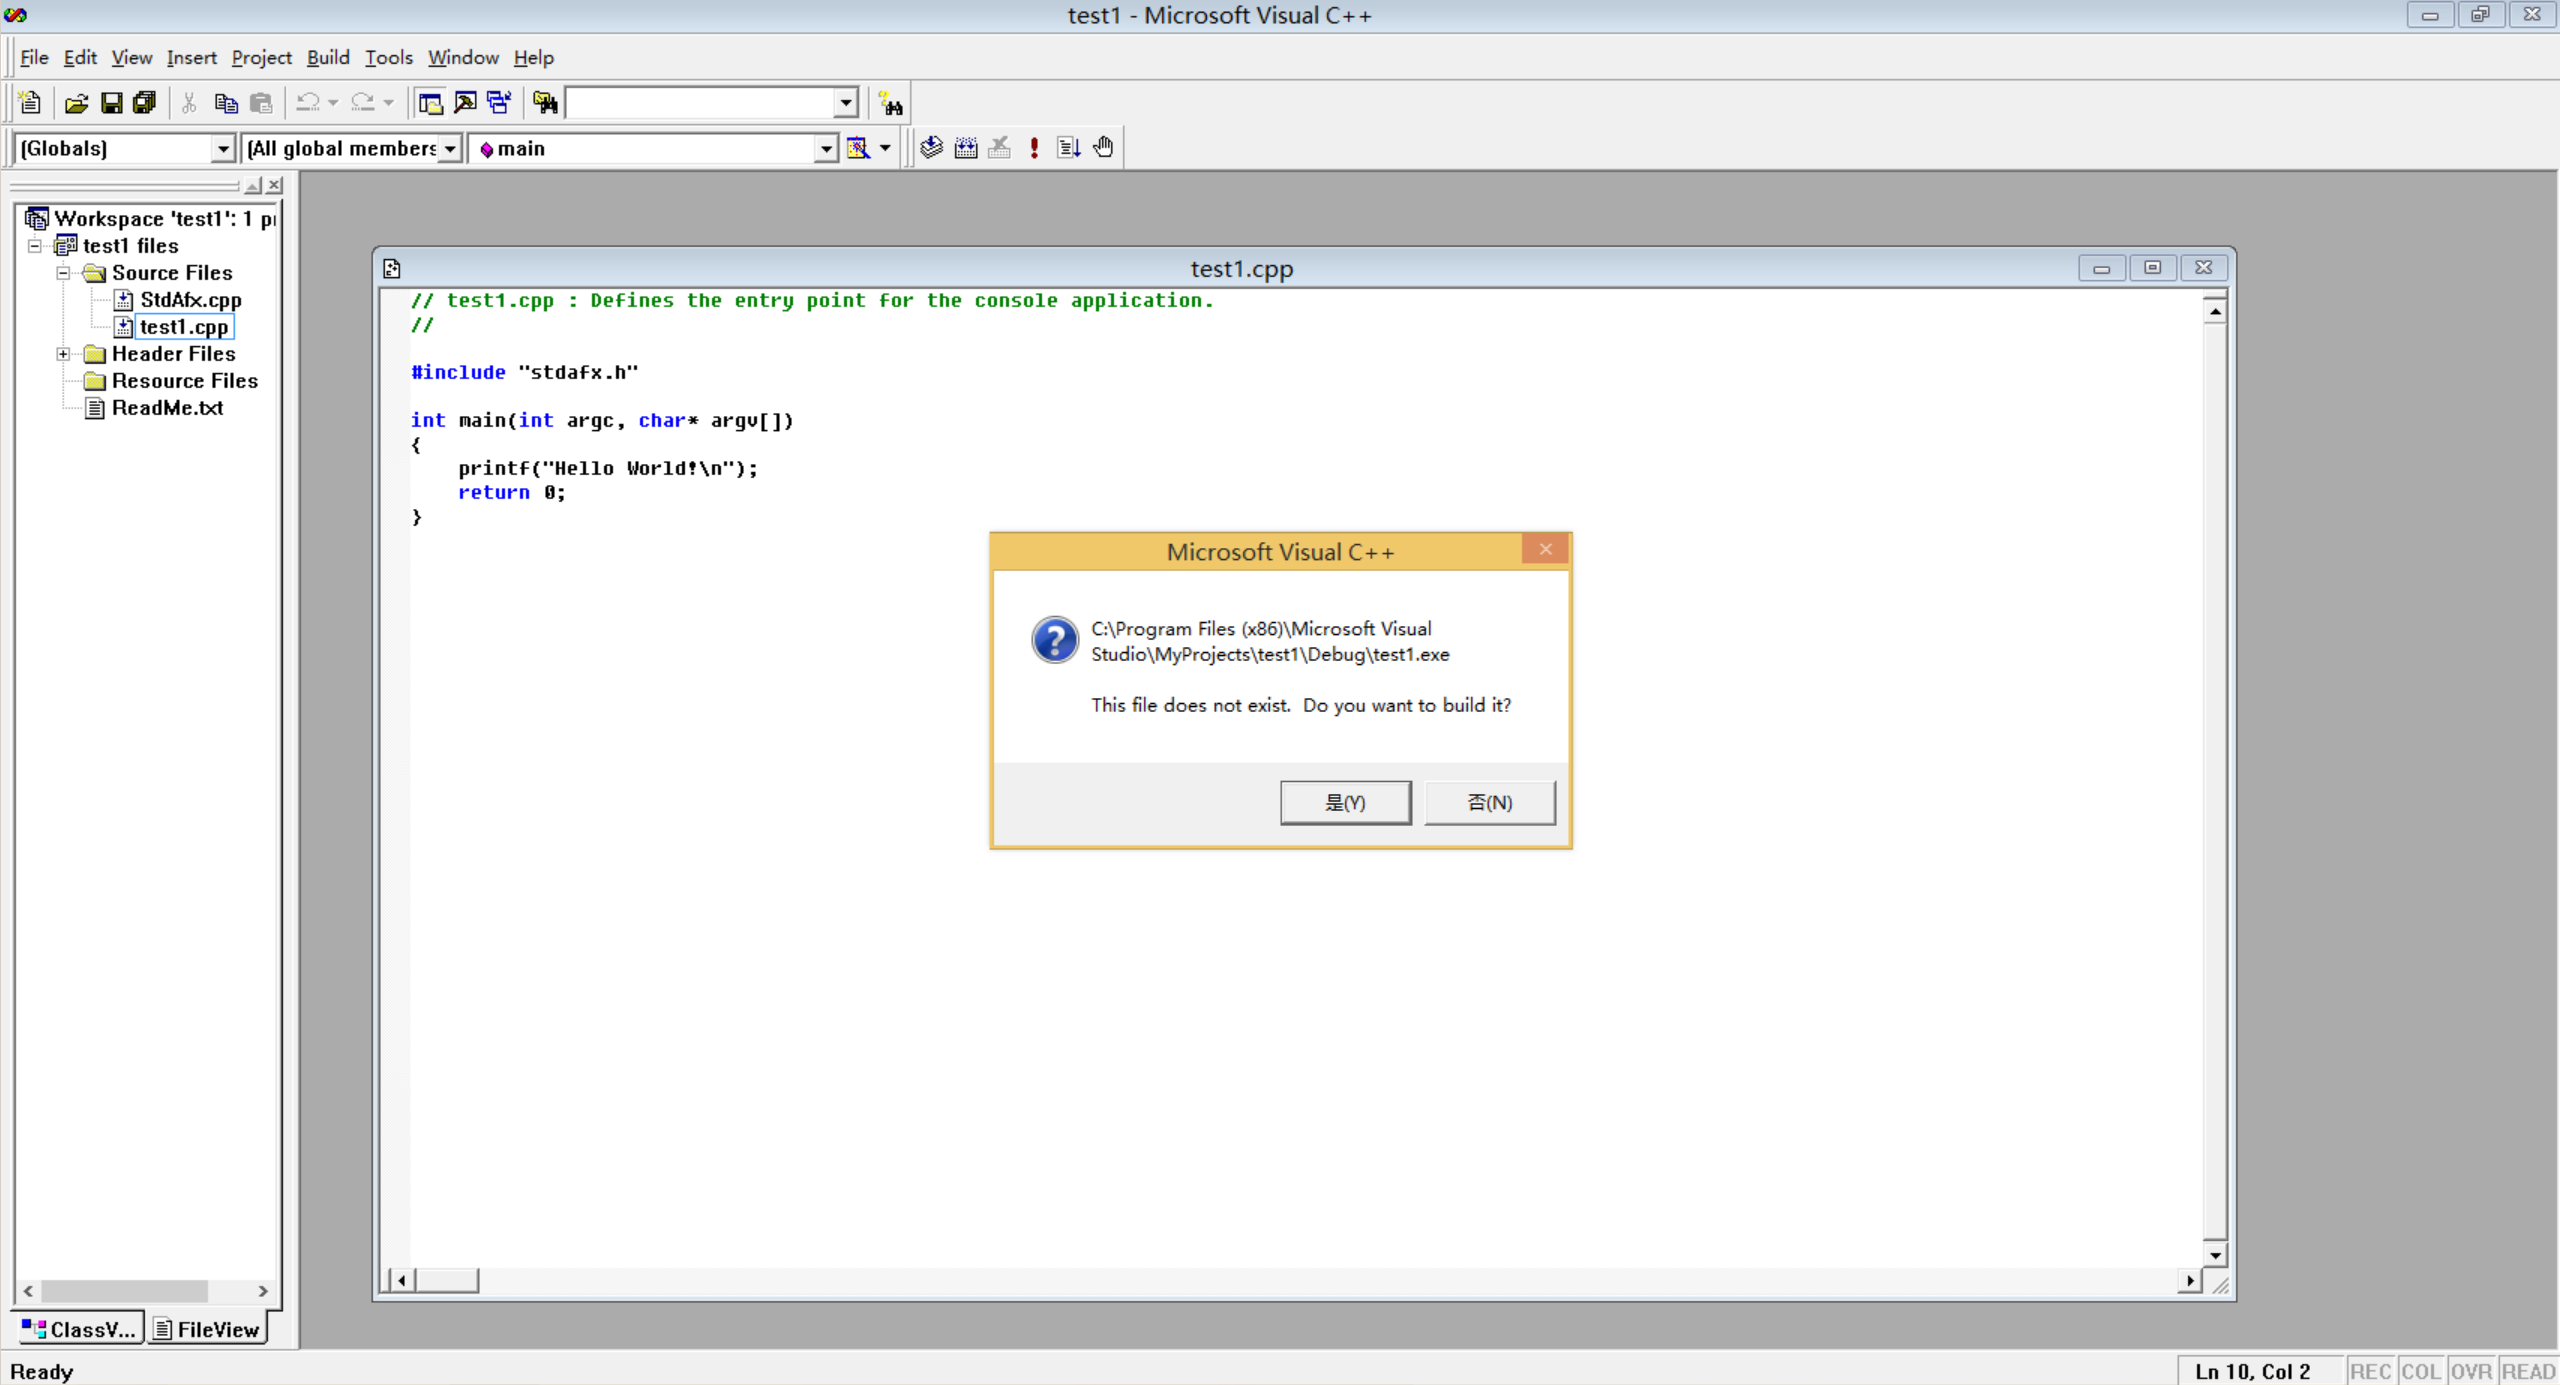 test1 - Microsoft Visual C++
File Edit View Insert Project Build Tools Window Help
(Globals) (All global members main
Workspace 'test1': 1 pr
test1 files
Source Files
StdAfx.cpp
test1.cpp
Header Files
Resource Files
ReadMe.txt
ClassV... FileView
test1.cpp
// test1.cpp : Defines the entry point for the console application.
//
#include "stdafx.h"
int main(int argc, char* argv[])
{
printf("Hello World!\n");
return 0;
}
Microsoft Visual C++
C:\Program Files (x86)\Microsoft Visual
Studio\MyProjects\test1\Debug\test1.exe
This file does not exist. Do you want to build it?
是(Y) 否(N)
Ready Ln 10, Col 2 REC COL OVR READ